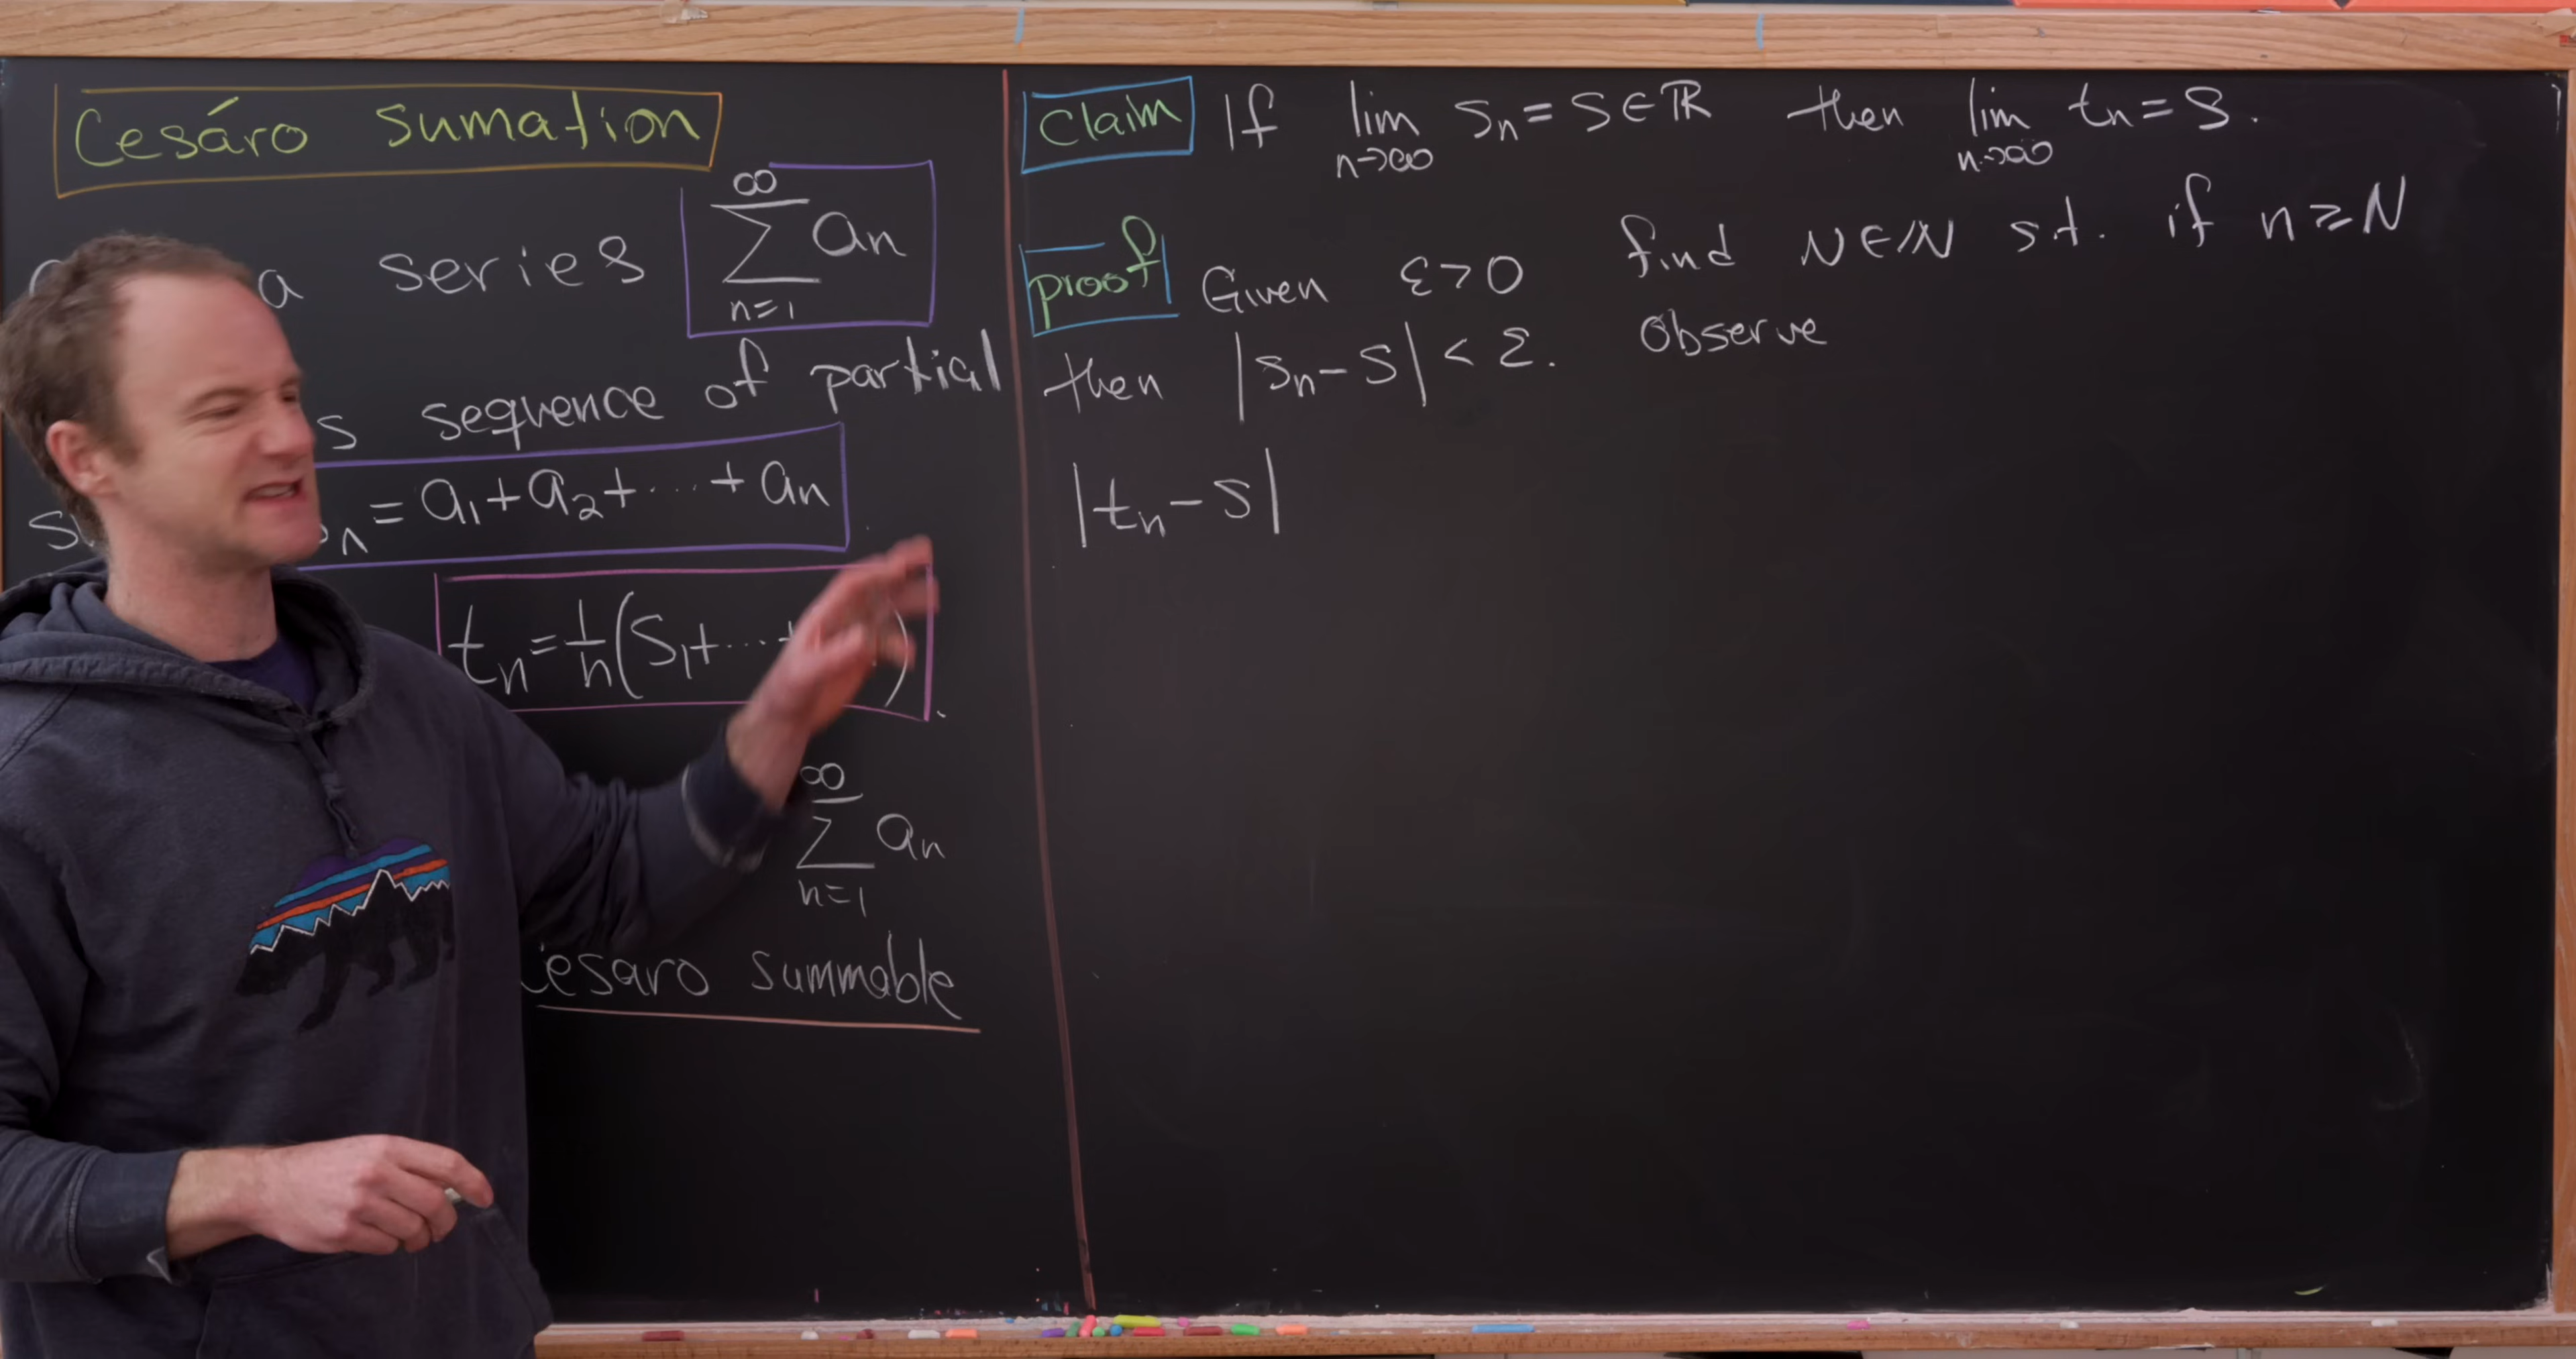 Cesáro sumation
a series ∑_{n=1}^{∞} a_n
s sequence of partial
= a_1 + a_2 + ⋯ + a_n
t_n = 1/n (S_1 + ⋯ +
∑_{n=1}^{∞} a_n
Cesaro summable
Claim If lim_{n→∞} s_n = s ∈ ℝ then lim_{n→∞} t_n = s.
proof Given ε > 0 find N ∈ ℕ s.t. if n ≥ N
then |s_n - s| < ε. Observe
|t_n - s|